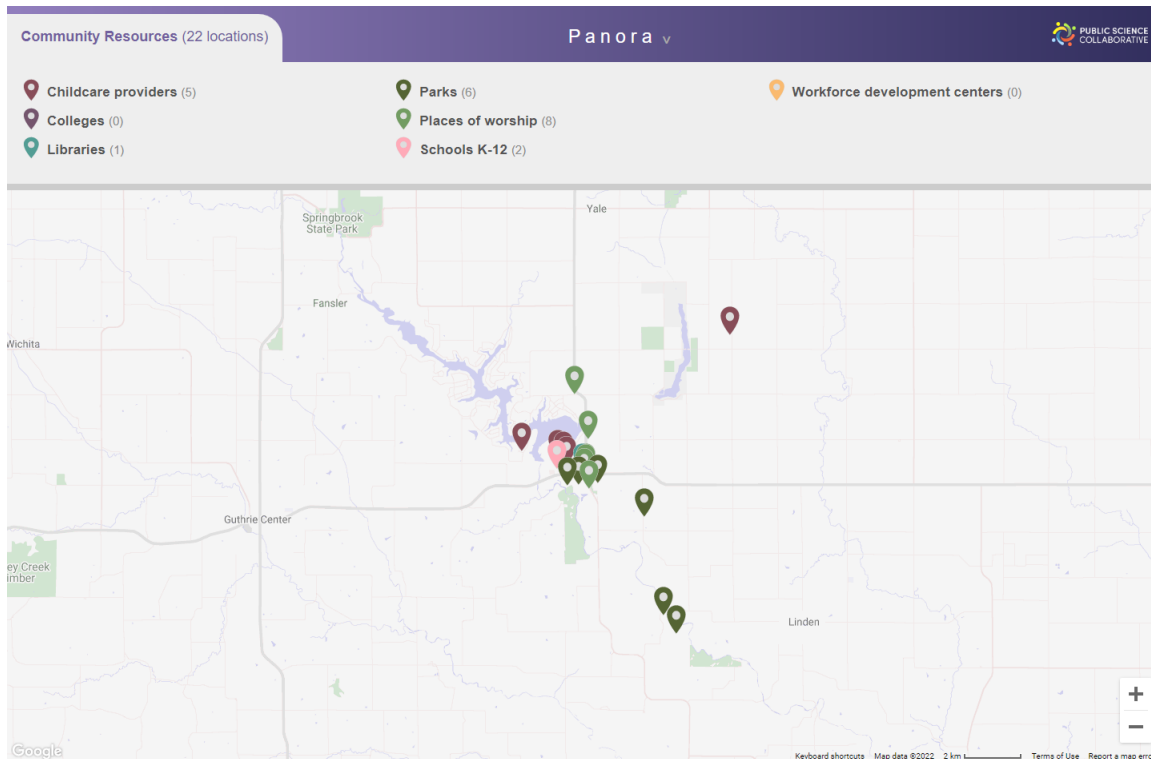 Community Resources (22 locations)
Panora v
PUBLIC SCIENCE
COLLABORATIVE
Childcare providers (5)
Parks (6)
Workforce development centers (0)
Colleges (0)
Places of worship (8)
Libraries (1)
Schools K-12 (2)
Springbrook
State Park
Yale
Fansler
Wichita
Guthrie Center
ey Creek
imber
Linden
+
−
Google
Keyboard shortcuts Map data ©2022 2 km Terms of Use Report a map erro